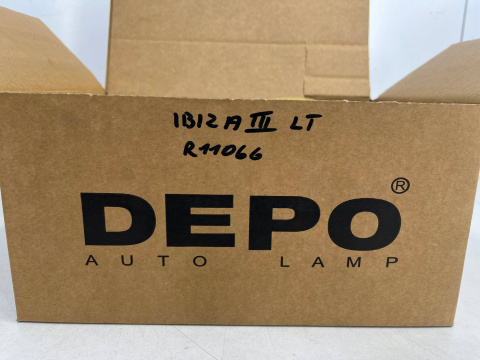 IBIZA III LT
R11066
DEPO®
AUTO LAMP